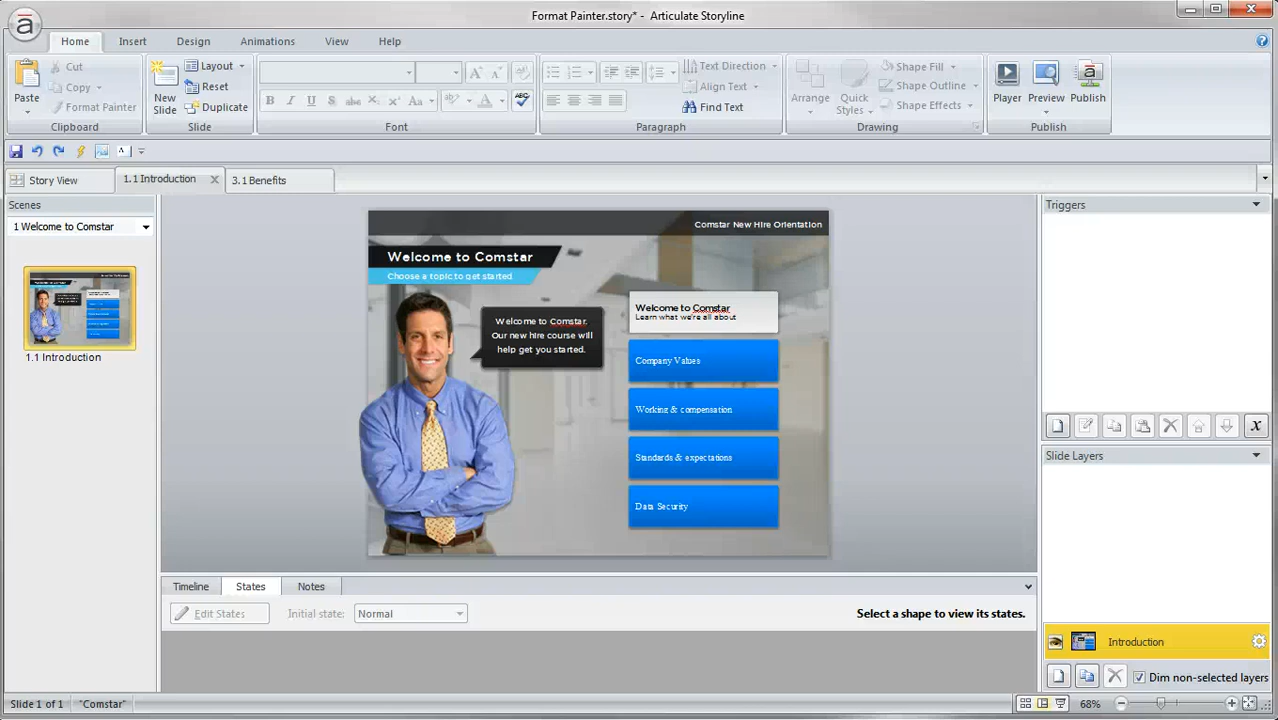 Format Painter.story* - Articulate Storyline
Home Insert Design Animations View Help
Paste
Cut
Copy
Format Painter
Clipboard
New Slide
Layout
Reset
Duplicate
Slide
Font
Text Direction
Align Text
Find Text
Paragraph
Arrange
Quick Styles
Shape Fill
Shape Outline
Shape Effects
Drawing
Player
Preview
Publish
Publish
Story View
1.1 Introduction
3.1 Benefits
Scenes
1 Welcome to Comstar
1.1 Introduction
Comstar New Hire Orientation
Welcome to Comstar
Choose a topic to get started
Welcome to Comstar.
Our new hire course will
help get you started.
Welcome to Comstar
Learn what we're all about
Company Values
Working & compensation
Standards & expectations
Data Security
Triggers
Slide Layers
Introduction
Dim non-selected layers
Timeline States Notes
Edit States
Initial state: Normal
Select a shape to view its states.
Slide 1 of 1
"Comstar"
68%